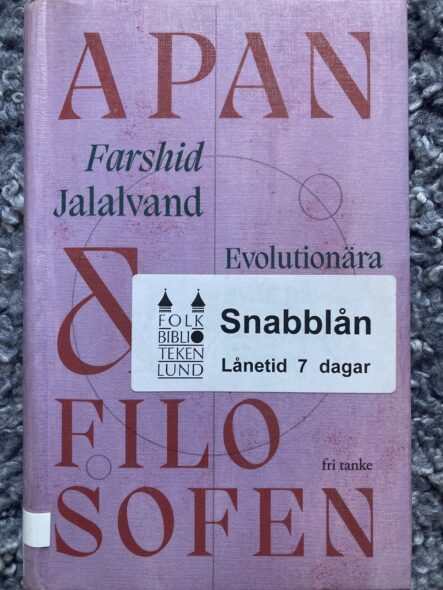 APAN
Farshid
Jalalvand
&
Evolutionära
FOLK
BIBLIO
TEKEN
LUND
Snabblån
Lånetid 7 dagar
FILO
fri tanke
SOFEN